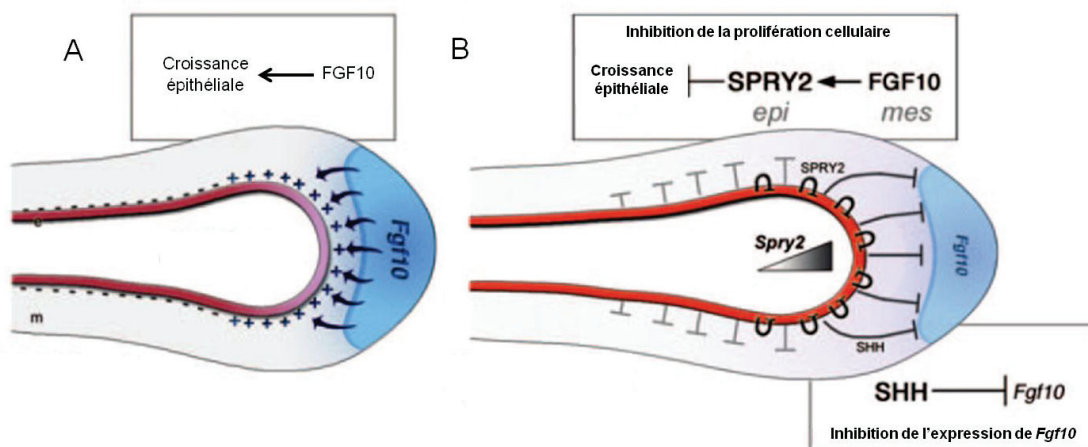 A
Croissance
épithéliale
FGF10
Fgf10
e
m
B
Inhibition de la prolifération cellulaire
Croissance
épithéliale
SPRY2
FGF10
epi
mes
SPRY2
Spry2
Fgf10
SHH
SHH
Fgf10
Inhibition de l'expression de Fgf10